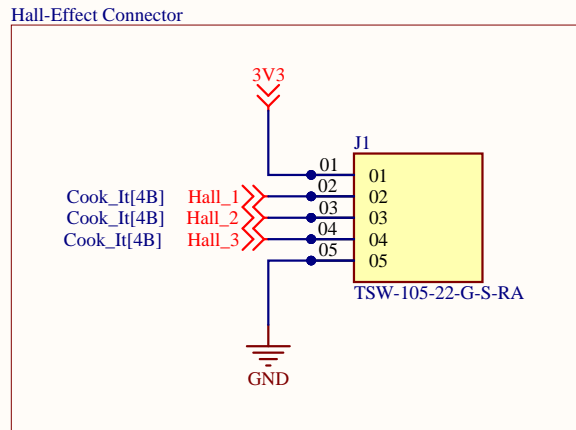 Hall-Effect Connector
3V3
J1
01 01
Cook_It[4B] Hall_1 02 02
Cook_It[4B] Hall_2 03 03
Cook_It[4B] Hall_3 04 04
05 05
TSW-105-22-G-S-RA
GND